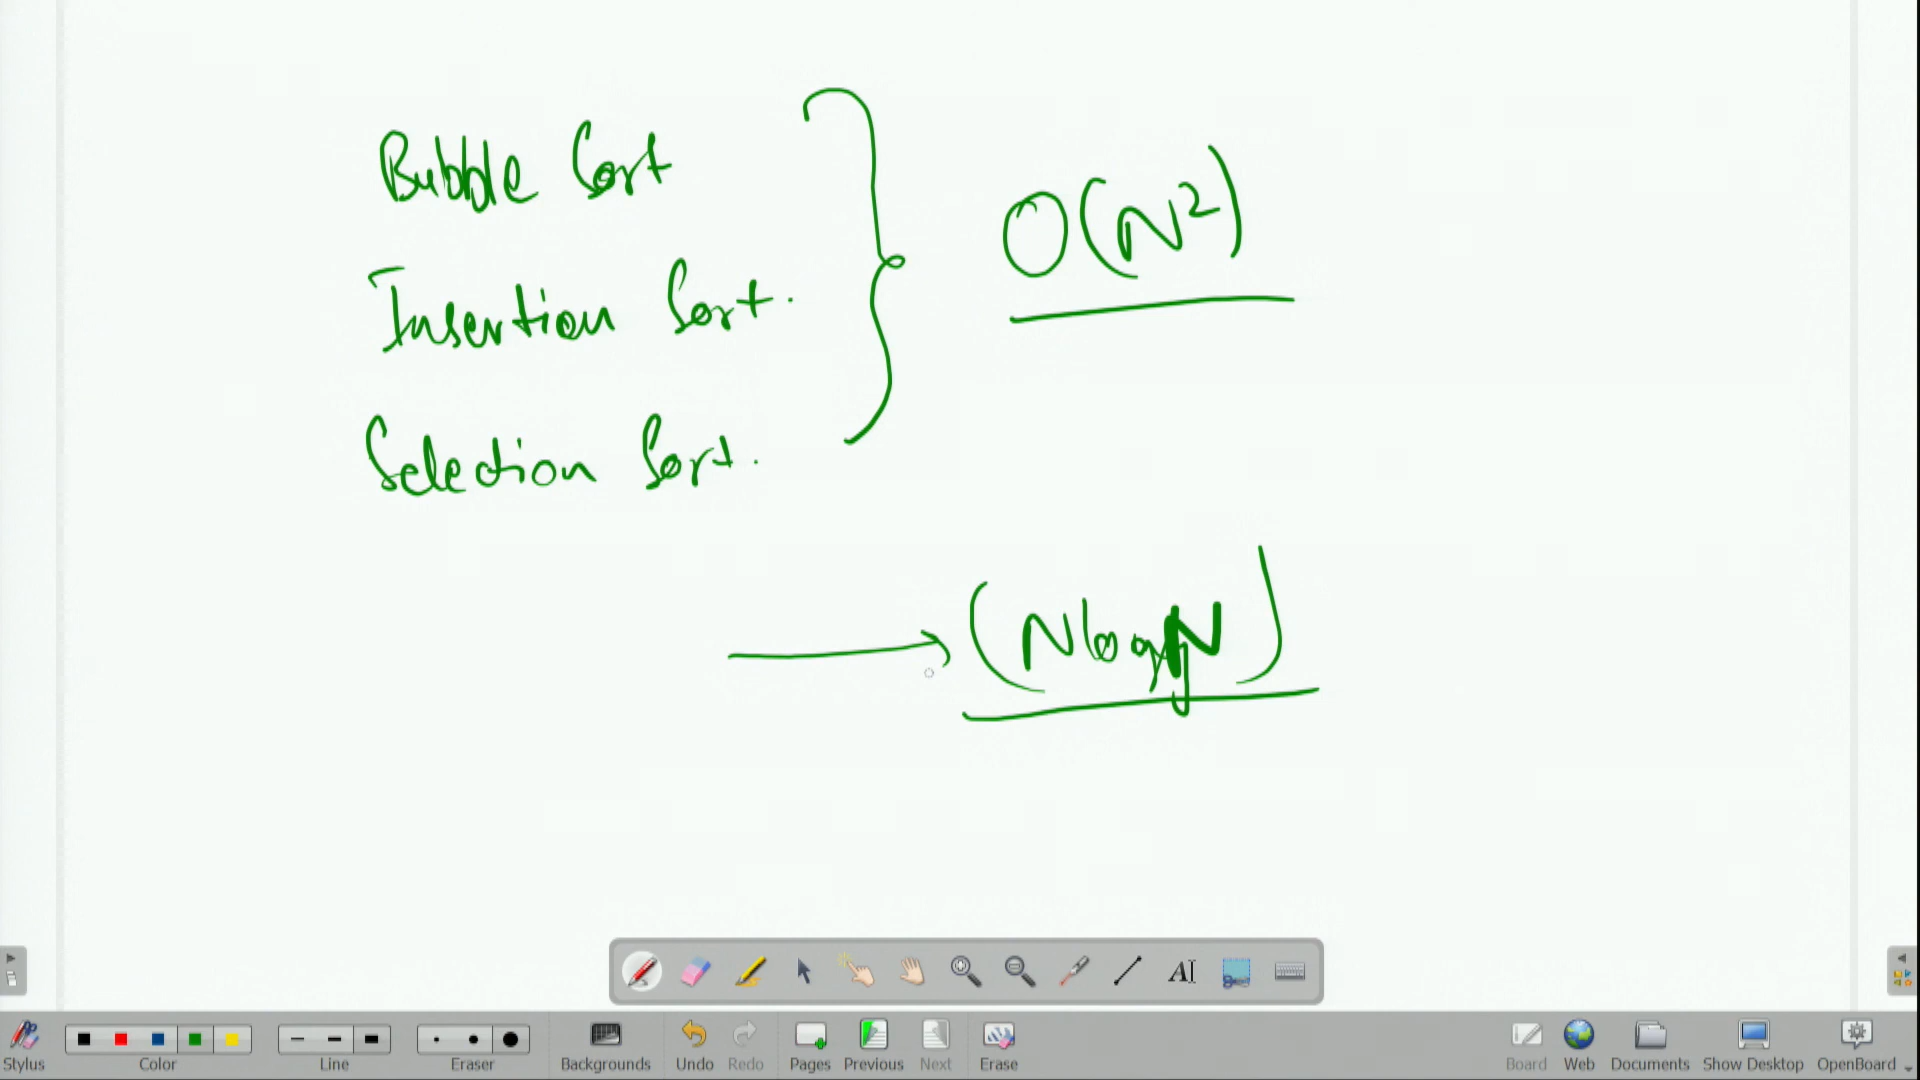 Bubble Sort
O(N²)
Insertion Sort.
Selection Sort.
(NlogN)
AI
Stylus
Color
Line
Eraser
Backgrounds
Undo
Redo
Pages
Previous
Next
Erase
Board
Web
Documents
Show Desktop
OpenBoard